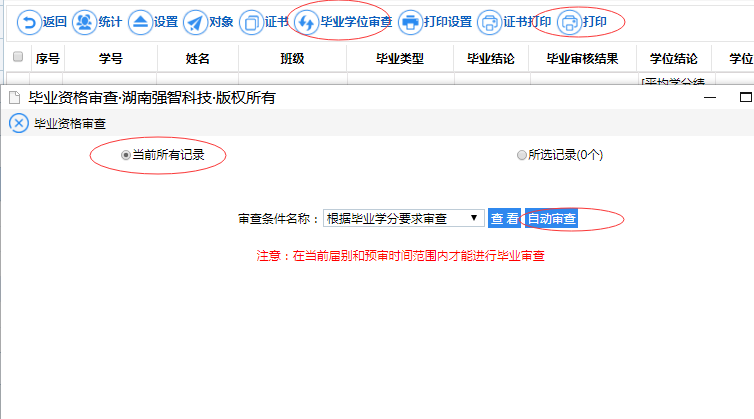 返回 统计 设置 对象 证书 毕业学位审查 打印设置 证书打印 打印
序号 学号 姓名 班级 毕业类型 毕业结论 毕业审核结果 学位结论 学位
[平均学分绩
毕业资格审查·湖南强智科技·版权所有
毕业资格审查
当前所有记录 所选记录(0个)
审查条件名称：根据毕业学分要求审查 查 看 自动审查
注意：在当前届别和预审时间范围内才能进行毕业审查